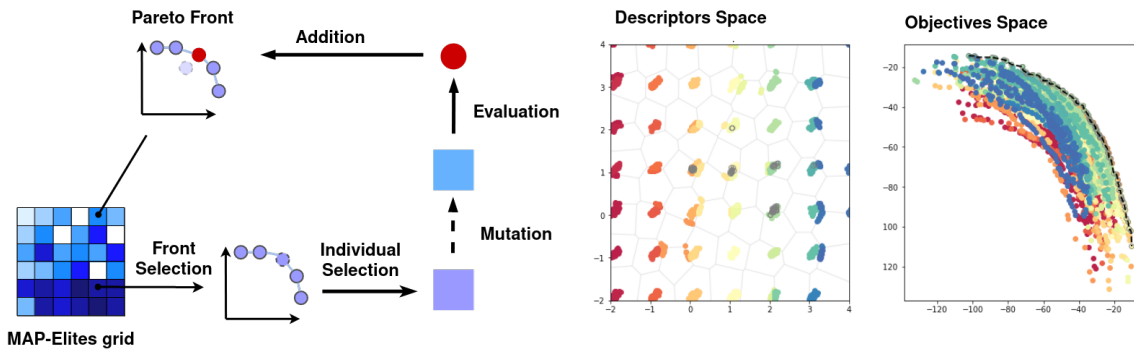 Pareto Front
Addition
Evaluation
Mutation
Front
Selection
Individual
Selection
MAP-Elites grid
Descriptors Space
4
3
2
1
0
−1
−2
−2 −1 0 1 2 3 4
Objectives Space
−20
−40
−60
−80
100
120
−120 −100 −80 −60 −40 −20